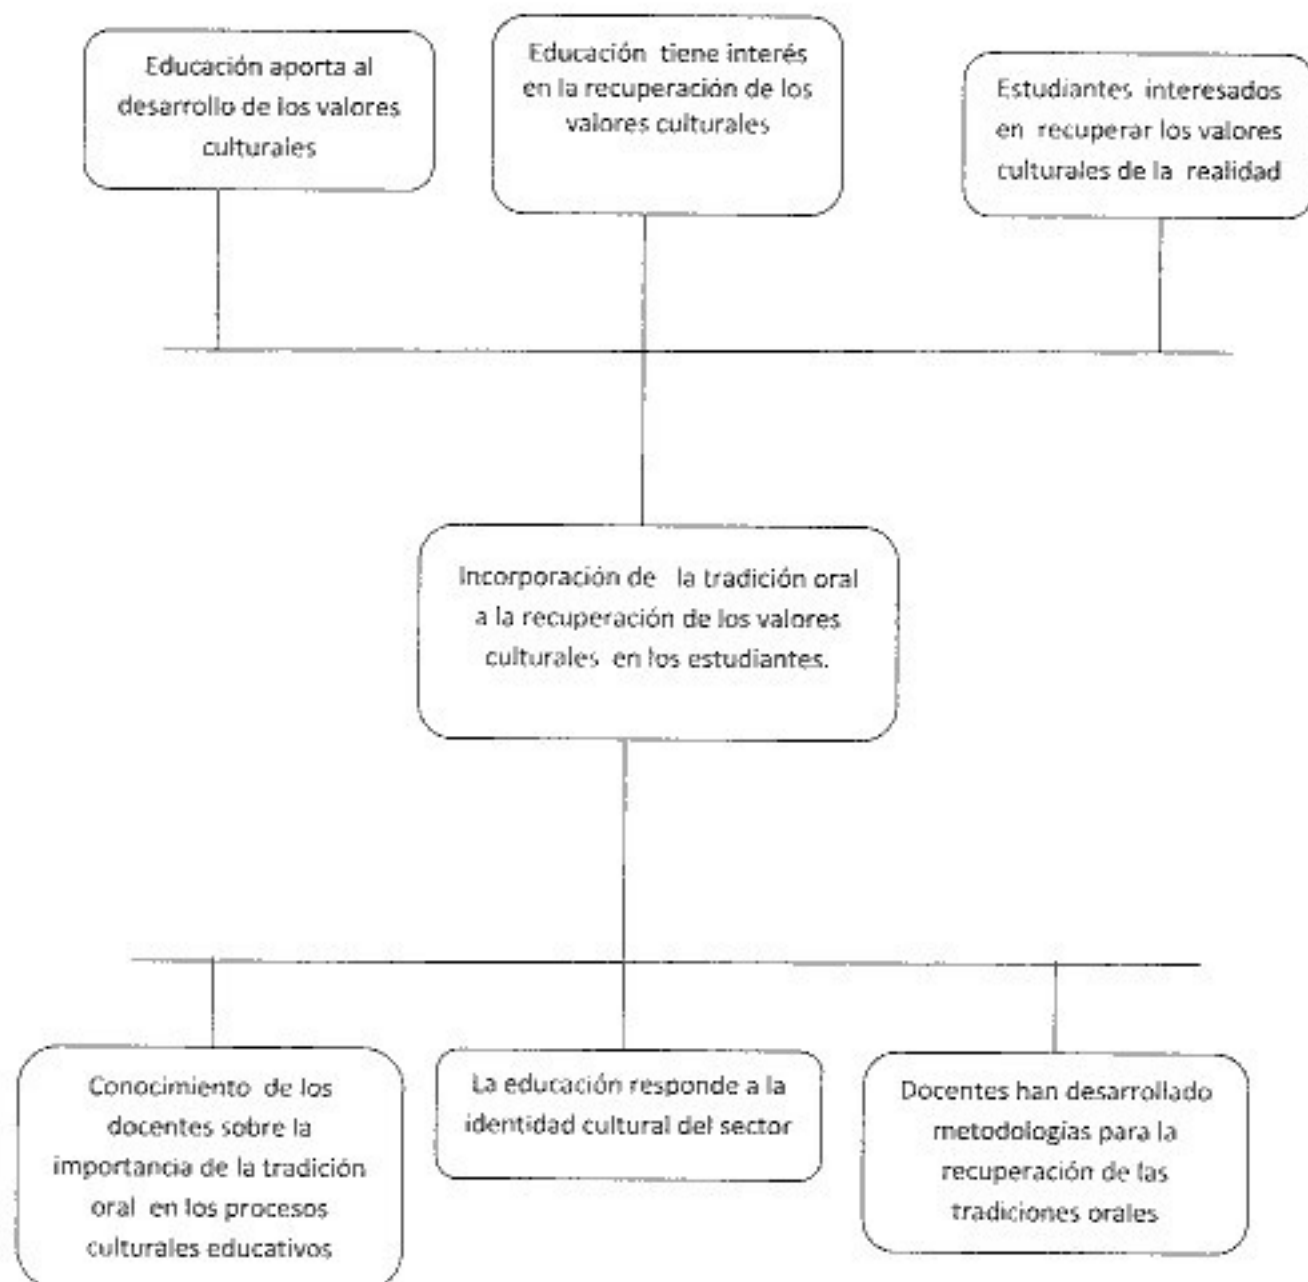 Educación aporta al
desarrollo de los valores
culturales
Educación tiene interés
en la recuperación de los
valores culturales
Estudiantes interesados
en recuperar los valores
culturales de la realidad
Incorporación de la tradición oral
a la recuperación de los valores
culturales en los estudiantes.
Conocimiento de los
docentes sobre la
importancia de la tradición
oral en los procesos
culturales educativos
La educación responde a la
identidad cultural del sector
Docentes han desarrollado
metodologías para la
recuperación de las
tradiciones orales